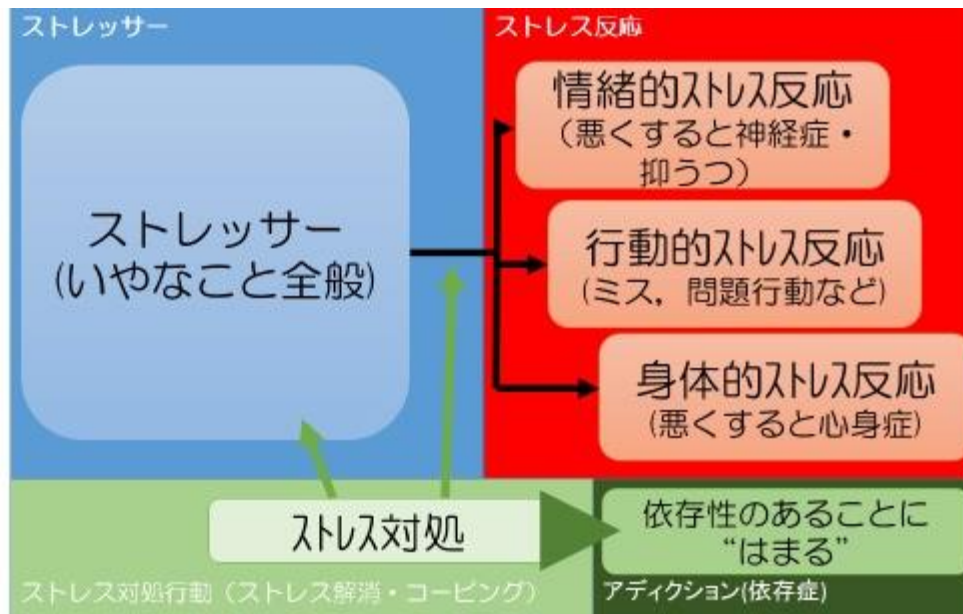 ストレッサー
ストレッサー
(いやなこと全般)
ストレス反応
情緒的ストレス反応
(悪くすると神経症・
抑うつ)
行動的ストレス反応
(ミス，問題行動など)
身体的ストレス反応
(悪くすると心身症)
ストレス対処
ストレス対処行動（ストレス解消・コーピング）
依存性のあることに
“はまる”
アディクション(依存症)